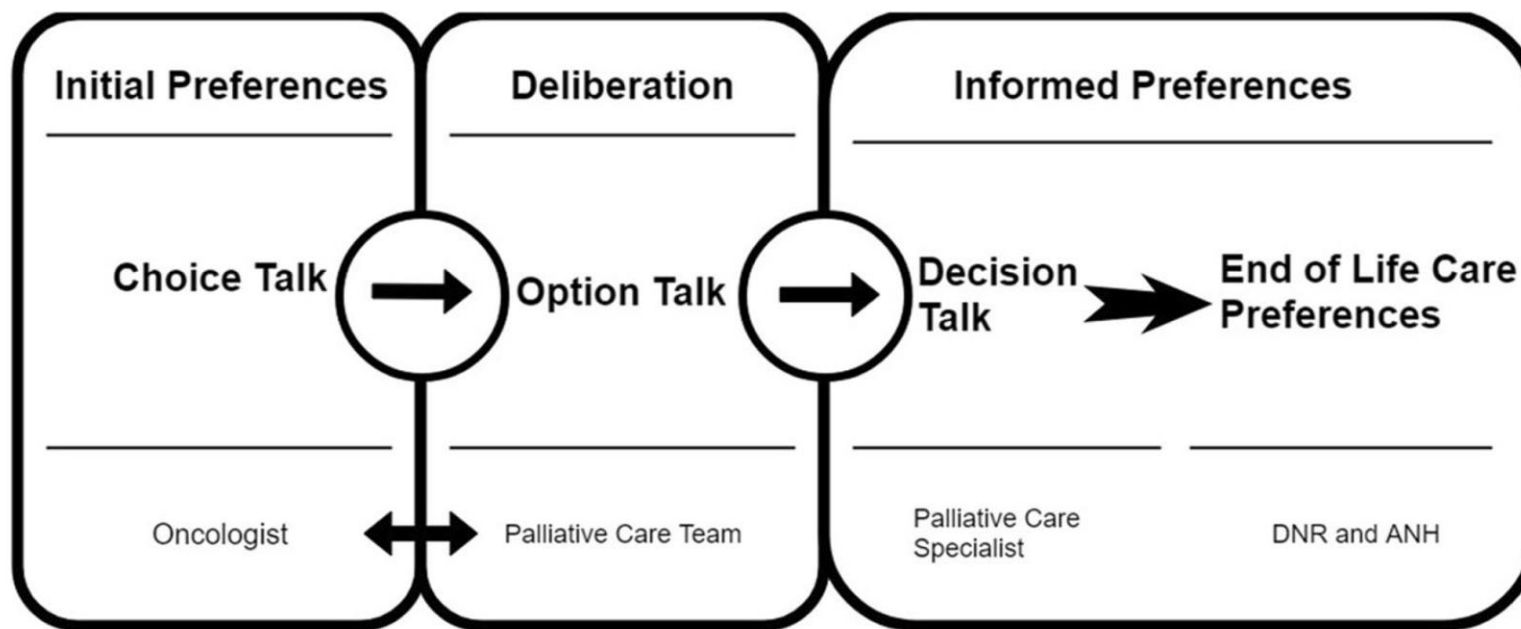 Initial Preferences
Deliberation
Informed Preferences
Choice Talk
Option Talk
Decision
Talk
End of Life Care
Preferences
Oncologist
Palliative Care Team
Palliative Care
Specialist
DNR and ANH